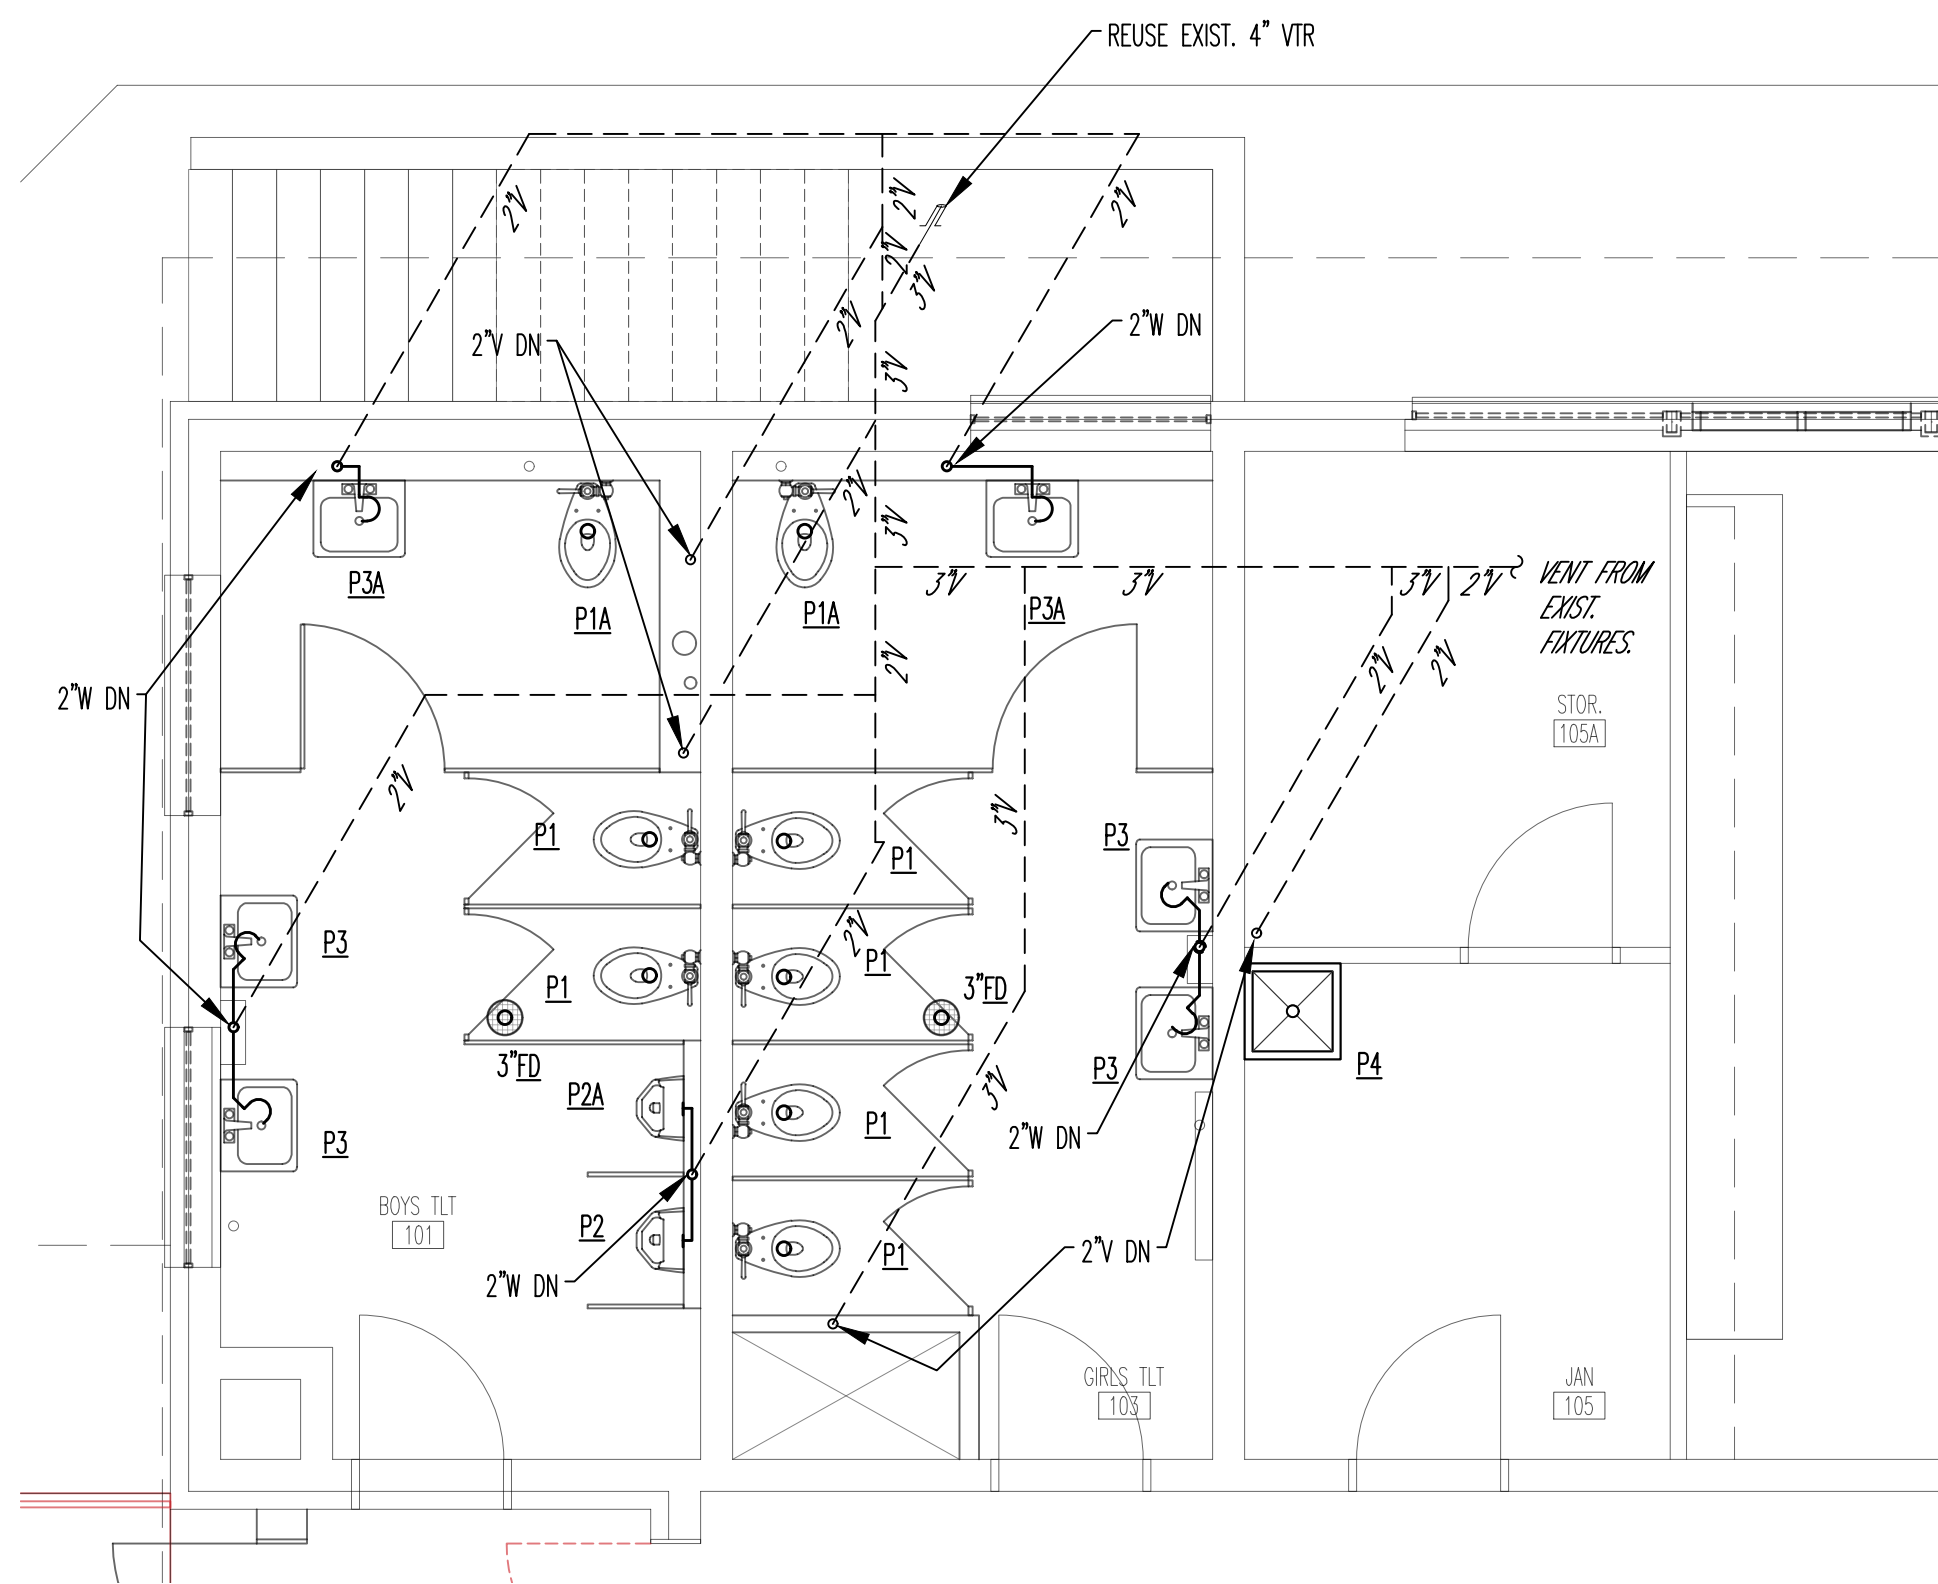 REUSE EXIST. 4" VTR
2"V
2"V
2"V
2"V
3"V
2"V
2"V DN
2"W DN
3"V
2"V
3"V
P3A
P1A
P1A
P3A
3"V
3"V
3"V
2"V
VENT FROM
EXIST.
FIXTURES.
2"V
2"V
2"V
2"W DN
STOR.
105A
2"V
3"V
P1
P1
P3
P3
2"V
P1
P1
3"FD
3"FD
P2A
3"V
P3
P4
P1
P3
2"W DN
BOYS TLT
101
P2
2"W DN
P1
2"V DN
GIRLS TLT
103
JAN
105